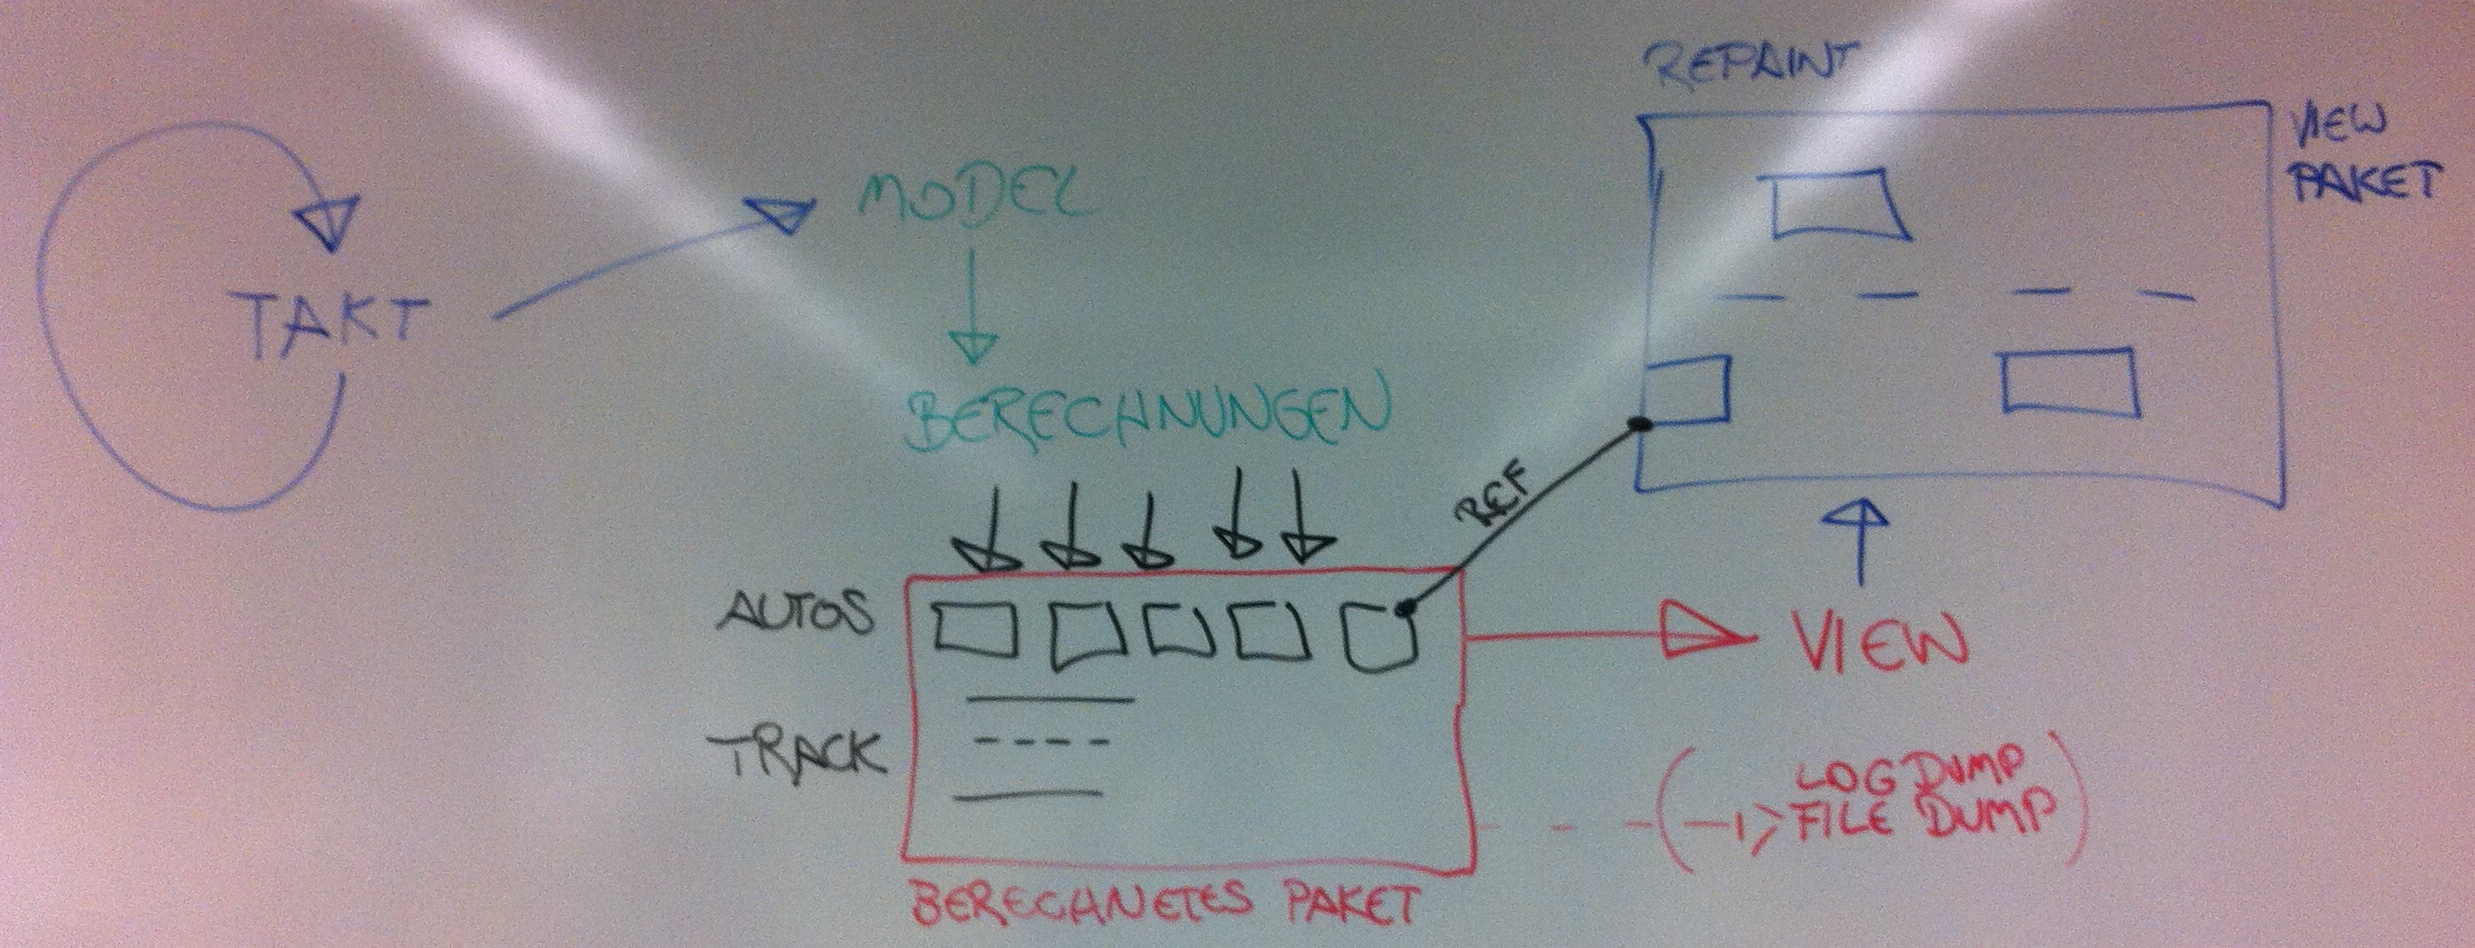 REPAINT
VIEW
PAKET
MODEL
TAKT
BERECHNUNGEN
REF
AUTOS
VIEW
TRACK
LOG DUMP
FILE DUMP
BERECHNETES PAKET